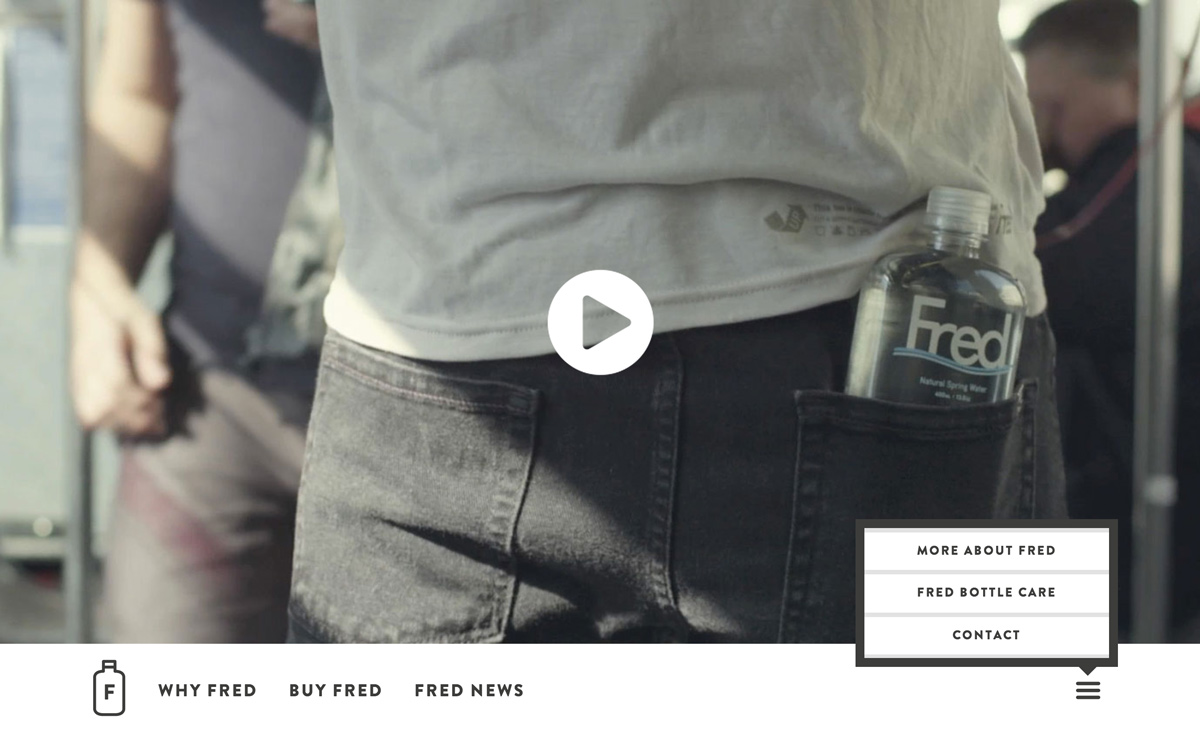 Fred
Natural Spring Water
MORE ABOUT FRED
FRED BOTTLE CARE
CONTACT
F
WHY FRED
BUY FRED
FRED NEWS